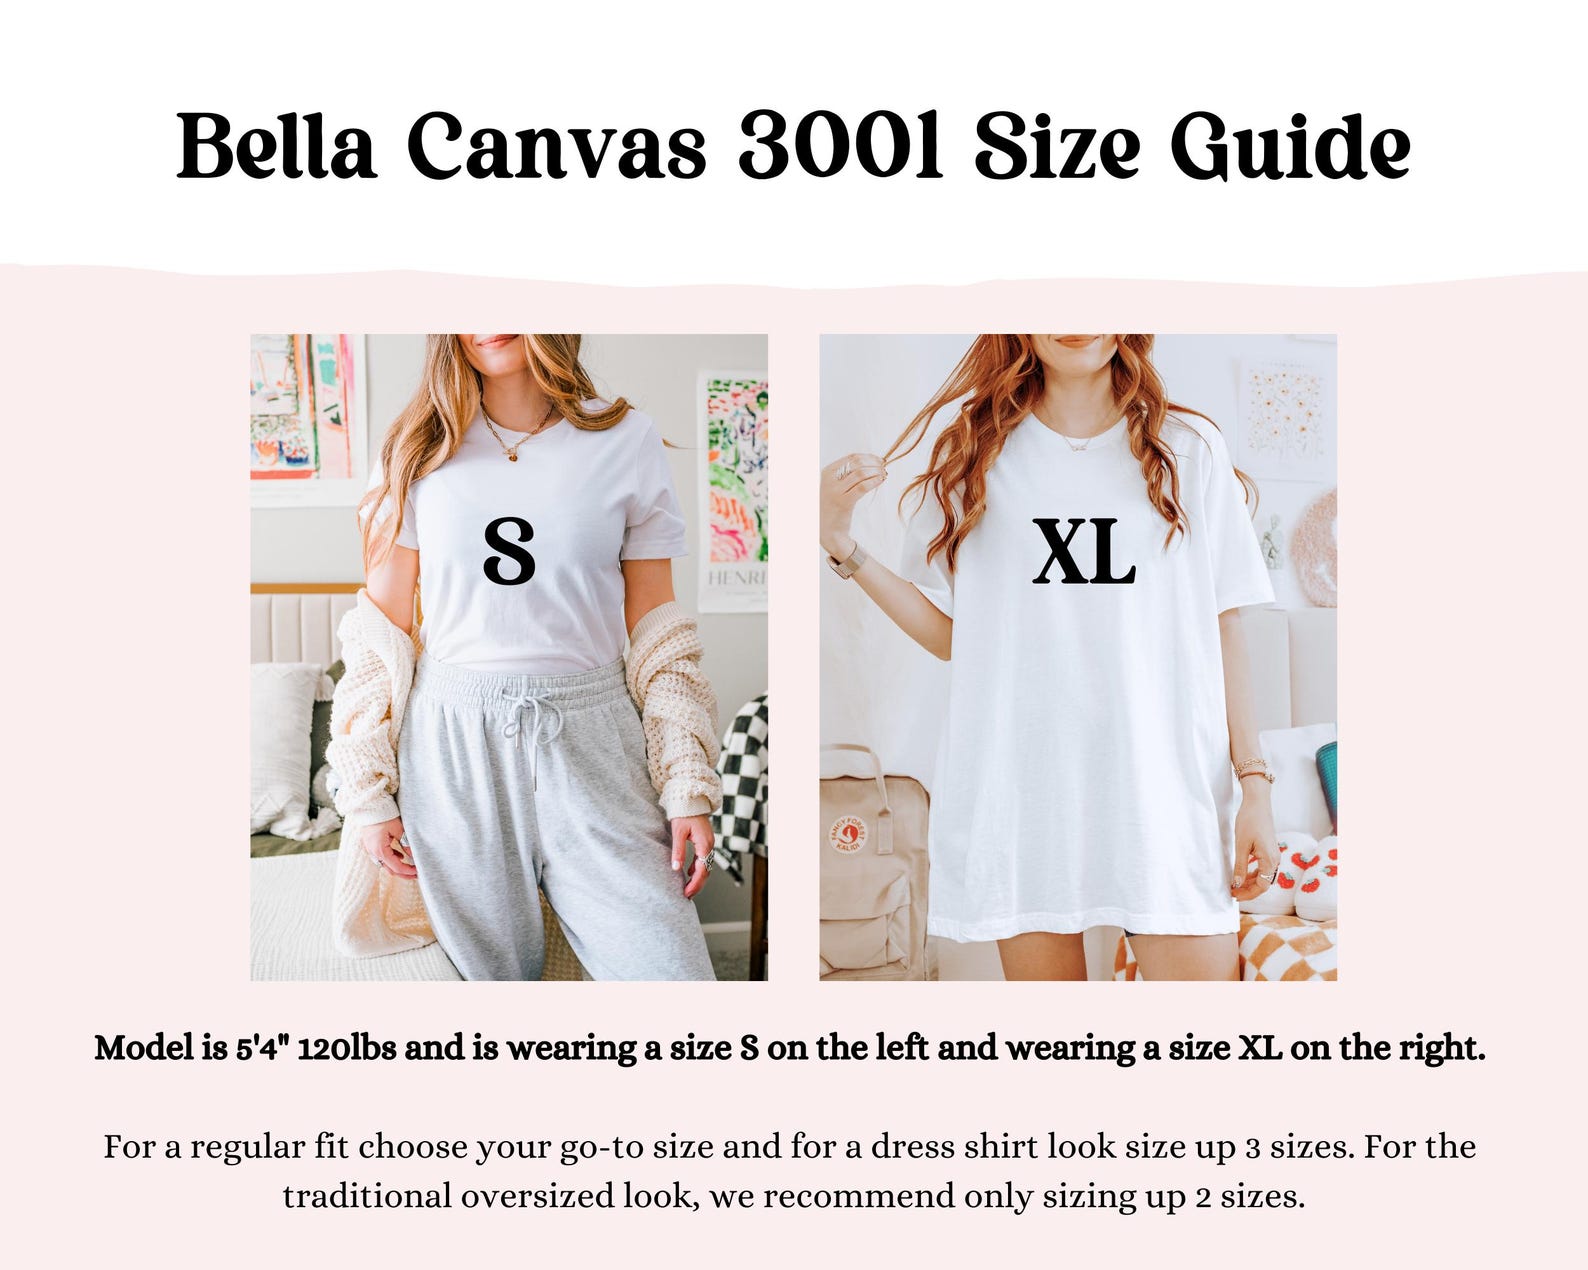 Bella Canvas 3001 Size Guide
HENRI
S
XL
FANCY FOREST
KALIDI
Model is 5'4" 120lbs and is wearing a size S on the left and wearing a size XL on the right.
For a regular fit choose your go-to size and for a dress shirt look size up 3 sizes. For the
traditional oversized look, we recommend only sizing up 2 sizes.